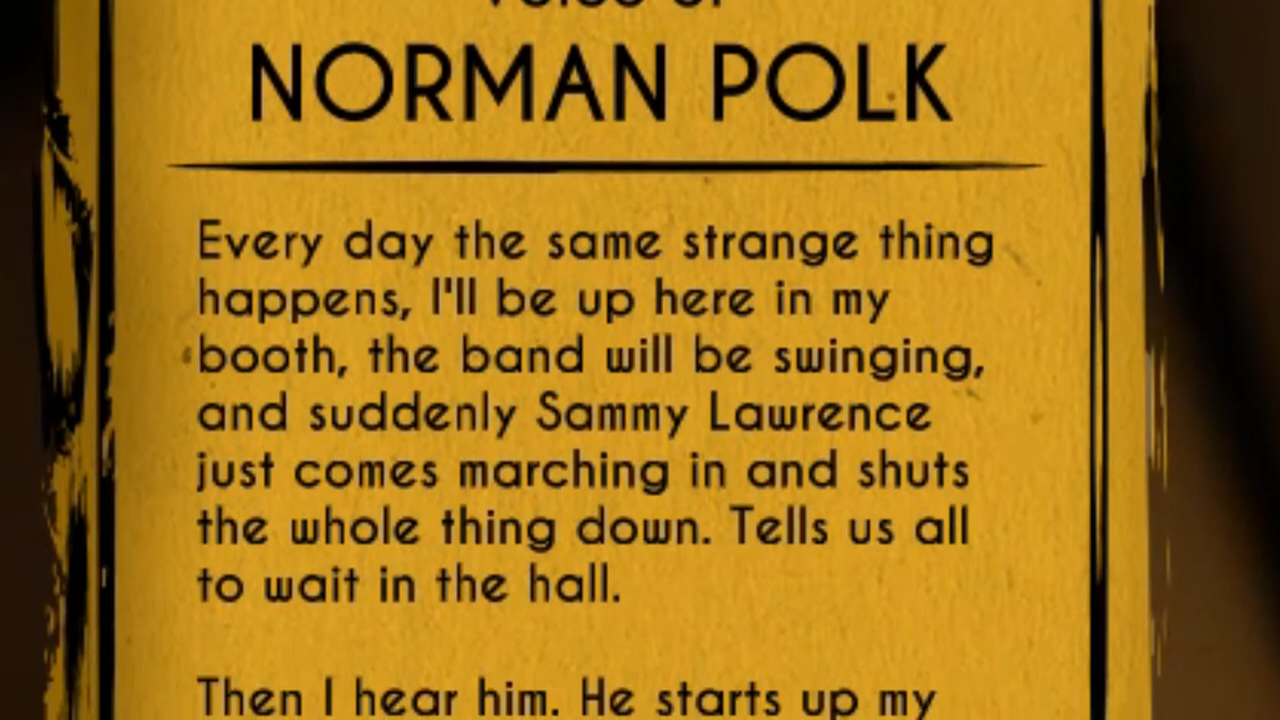 Voice of
NORMAN POLK
Every day the same strange thing
happens, I'll be up here in my
booth, the band will be swinging,
and suddenly Sammy Lawrence
just comes marching in and shuts
the whole thing down. Tells us all
to wait in the hall.
Then I hear him. He starts up my